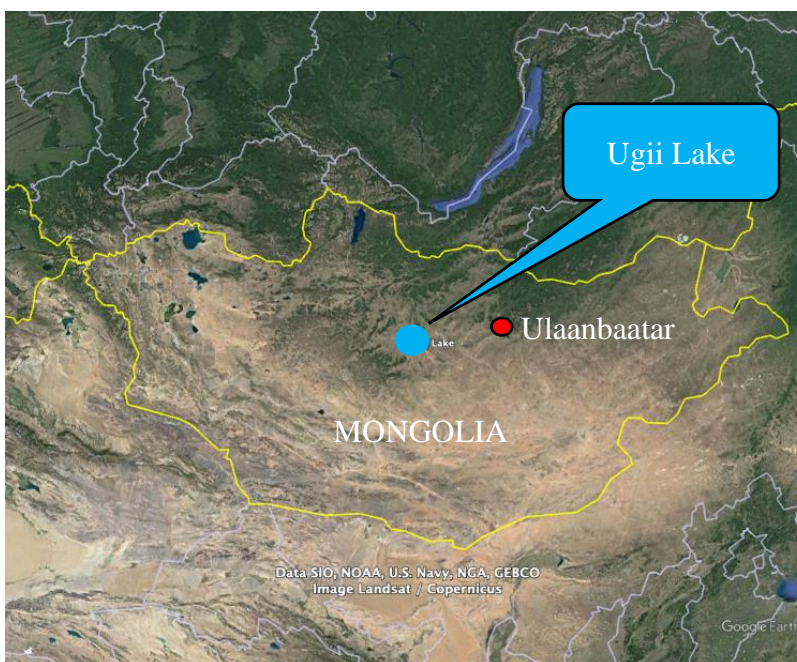 Ugii Lake
Ulaanbaatar
Lake
MONGOLIA
Data SIO, NOAA, U.S. Navy, NGA, GEBCO
Image Landsat / Copernicus
Google Earth